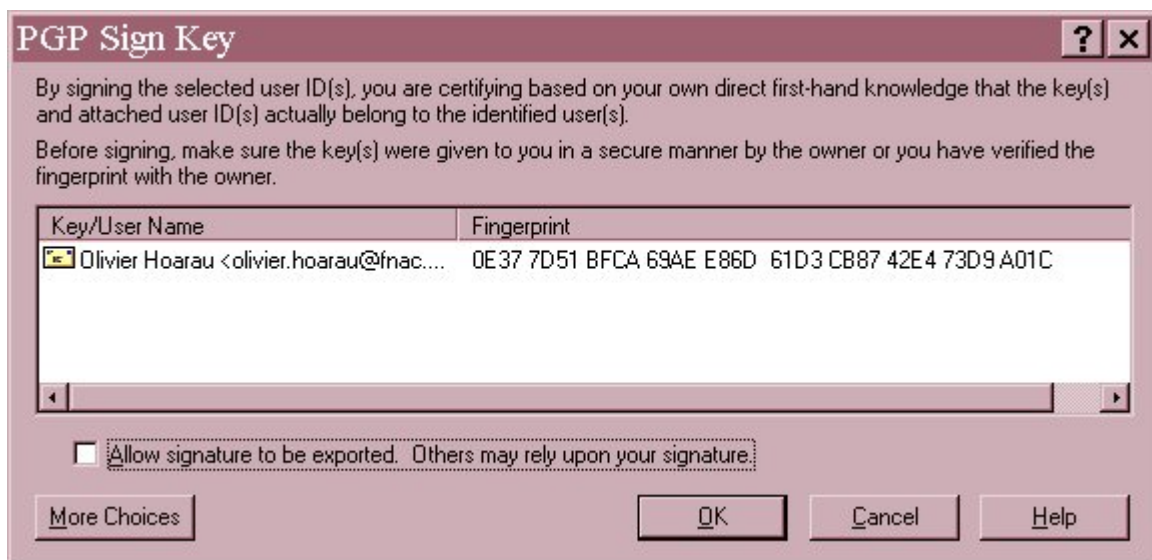 PGP Sign Key
By signing the selected user ID(s), you are certifying based on your own direct first-hand knowledge that the key(s)
and attached user ID(s) actually belong to the identified user(s).
Before signing, make sure the key(s) were given to you in a secure manner by the owner or you have verified the
fingerprint with the owner.
Key/User Name Fingerprint
Olivier Hoarau <olivier.hoarau@fnac.... 0E37 7D51 BFCA 69AE E86D 61D3 CB87 42E4 73D9 A01C
Allow signature to be exported. Others may rely upon your signature.
More Choices OK Cancel Help